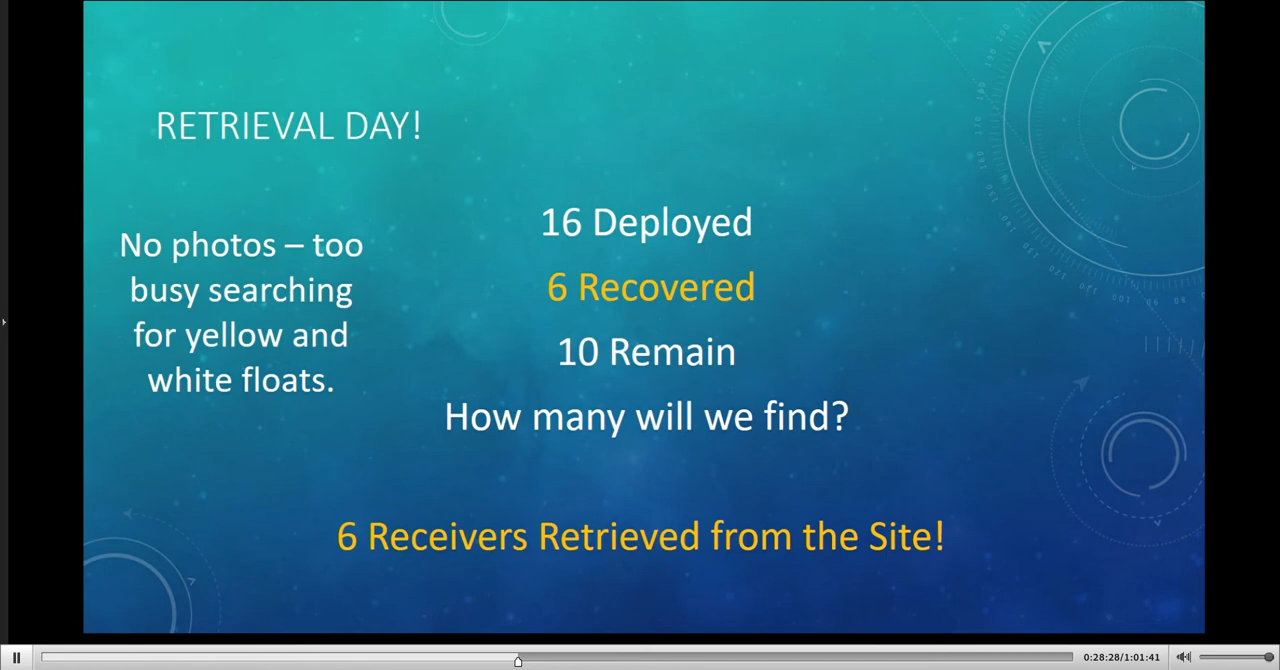 RETRIEVAL DAY!
No photos – too
busy searching
for yellow and
white floats.
16 Deployed
6 Recovered
10 Remain
How many will we find?
6 Receivers Retrieved from the Site!
0:28:28/1:01:41